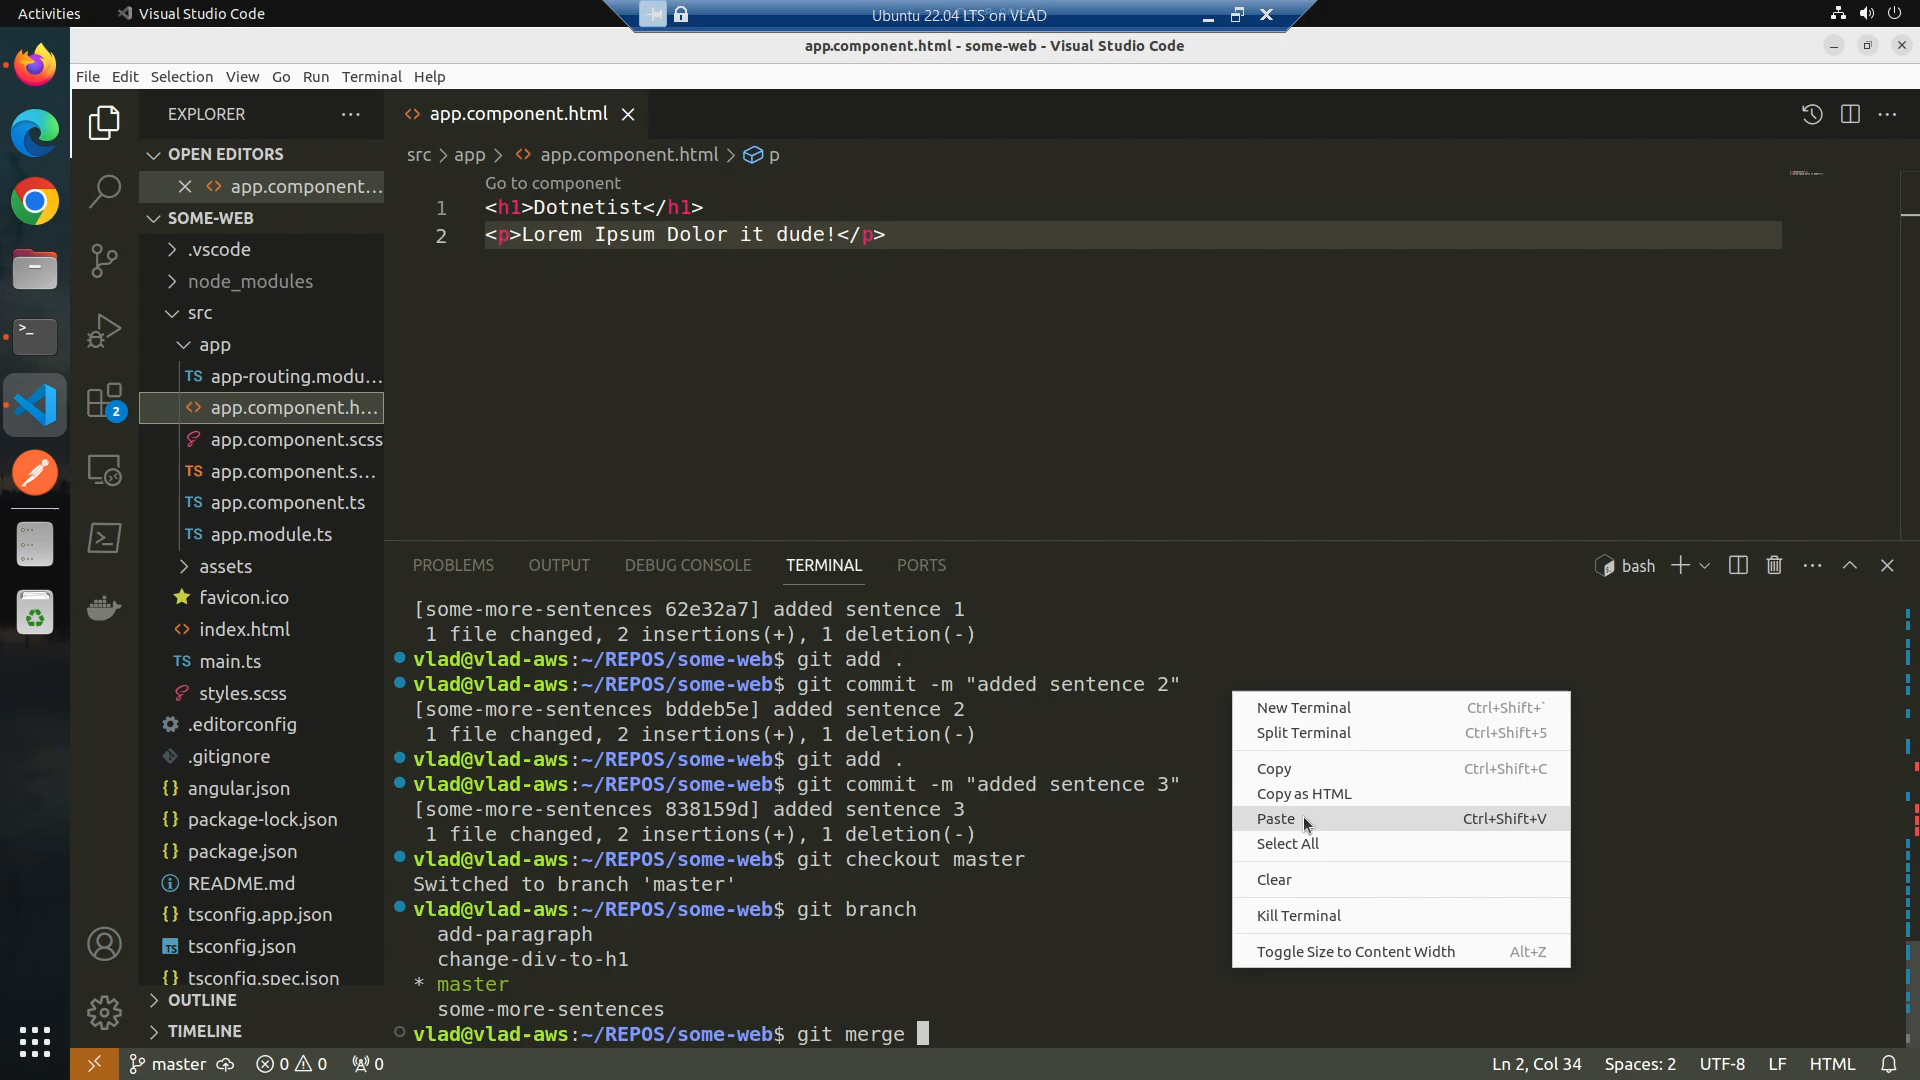 Activities
Visual Studio Code
Ubuntu 22.04 LTS on VLAD
app.component.html - some-web - Visual Studio Code
File Edit Selection View Go Run Terminal Help
EXPLORER
app.component.html
OPEN EDITORS
app.component...
SOME-WEB
.vscode
node_modules
src
app
TS app-routing.modu...
app.component.h...
app.component.scss
TS app.component.s...
TS app.component.ts
TS app.module.ts
assets
favicon.ico
index.html
TS main.ts
styles.scss
.editorconfig
.gitignore
{} angular.json
{} package-lock.json
{} package.json
README.md
{} tsconfig.app.json
TS tsconfig.json
{} tsconfig.spec.json
OUTLINE
TIMELINE
2
src > app > app.component.html > p
Go to component
1 <h1>Dotnetist</h1>
2 <p>Lorem Ipsum Dolor it dude!</p>
PROBLEMS OUTPUT DEBUG CONSOLE TERMINAL PORTS
bash
[some-more-sentences 62e32a7] added sentence 1
1 file changed, 2 insertions(+), 1 deletion(-)
vlad@vlad-aws:~/REPOS/some-web$ git add .
vlad@vlad-aws:~/REPOS/some-web$ git commit -m "added sentence 2"
[some-more-sentences bddeb5e] added sentence 2
1 file changed, 2 insertions(+), 1 deletion(-)
vlad@vlad-aws:~/REPOS/some-web$ git add .
vlad@vlad-aws:~/REPOS/some-web$ git commit -m "added sentence 3"
[some-more-sentences 838159d] added sentence 3
1 file changed, 2 insertions(+), 1 deletion(-)
vlad@vlad-aws:~/REPOS/some-web$ git checkout master
Switched to branch 'master'
vlad@vlad-aws:~/REPOS/some-web$ git branch
add-paragraph
change-div-to-h1
* master
some-more-sentences
vlad@vlad-aws:~/REPOS/some-web$ git merge
New Terminal Ctrl+Shift+`
Split Terminal Ctrl+Shift+5
Copy Ctrl+Shift+C
Copy as HTML
Paste Ctrl+Shift+V
Select All
Clear
Kill Terminal
Toggle Size to Content Width Alt+Z
master 0 0 0 Ln 2, Col 34 Spaces: 2 UTF-8 LF HTML